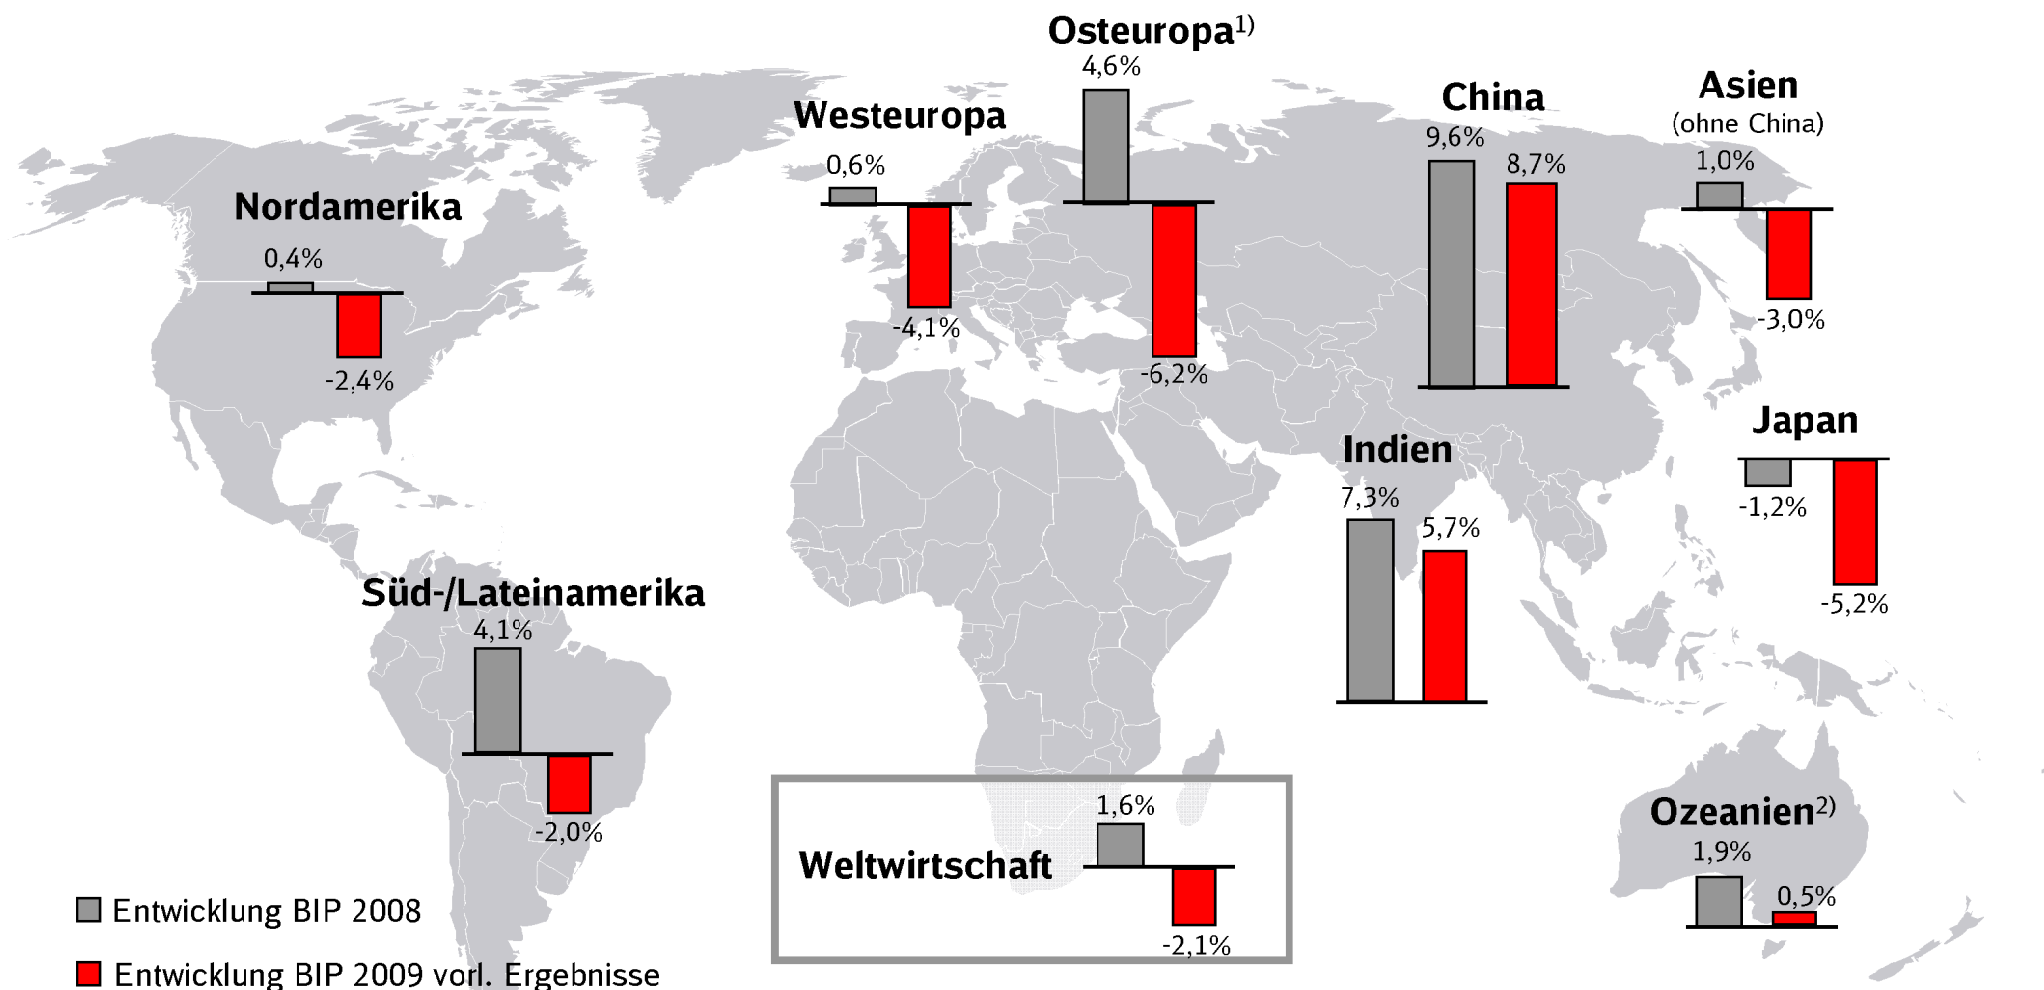 Osteuropa1)
4,6%
-6,2%
Westeuropa
0,6%
-4,1%
China
9,6%
8,7%
Asien
(ohne China)
1,0%
-3,0%
Nordamerika
0,4%
-2,4%
Japan
-1,2%
-5,2%
Indien
7,3%
5,7%
Süd-/Lateinamerika
4,1%
-2,0%
Weltwirtschaft
1,6%
-2,1%
Ozeanien2)
1,9%
0,5%
Entwicklung BIP 2008
Entwicklung BIP 2009 vorl. Ergebnisse